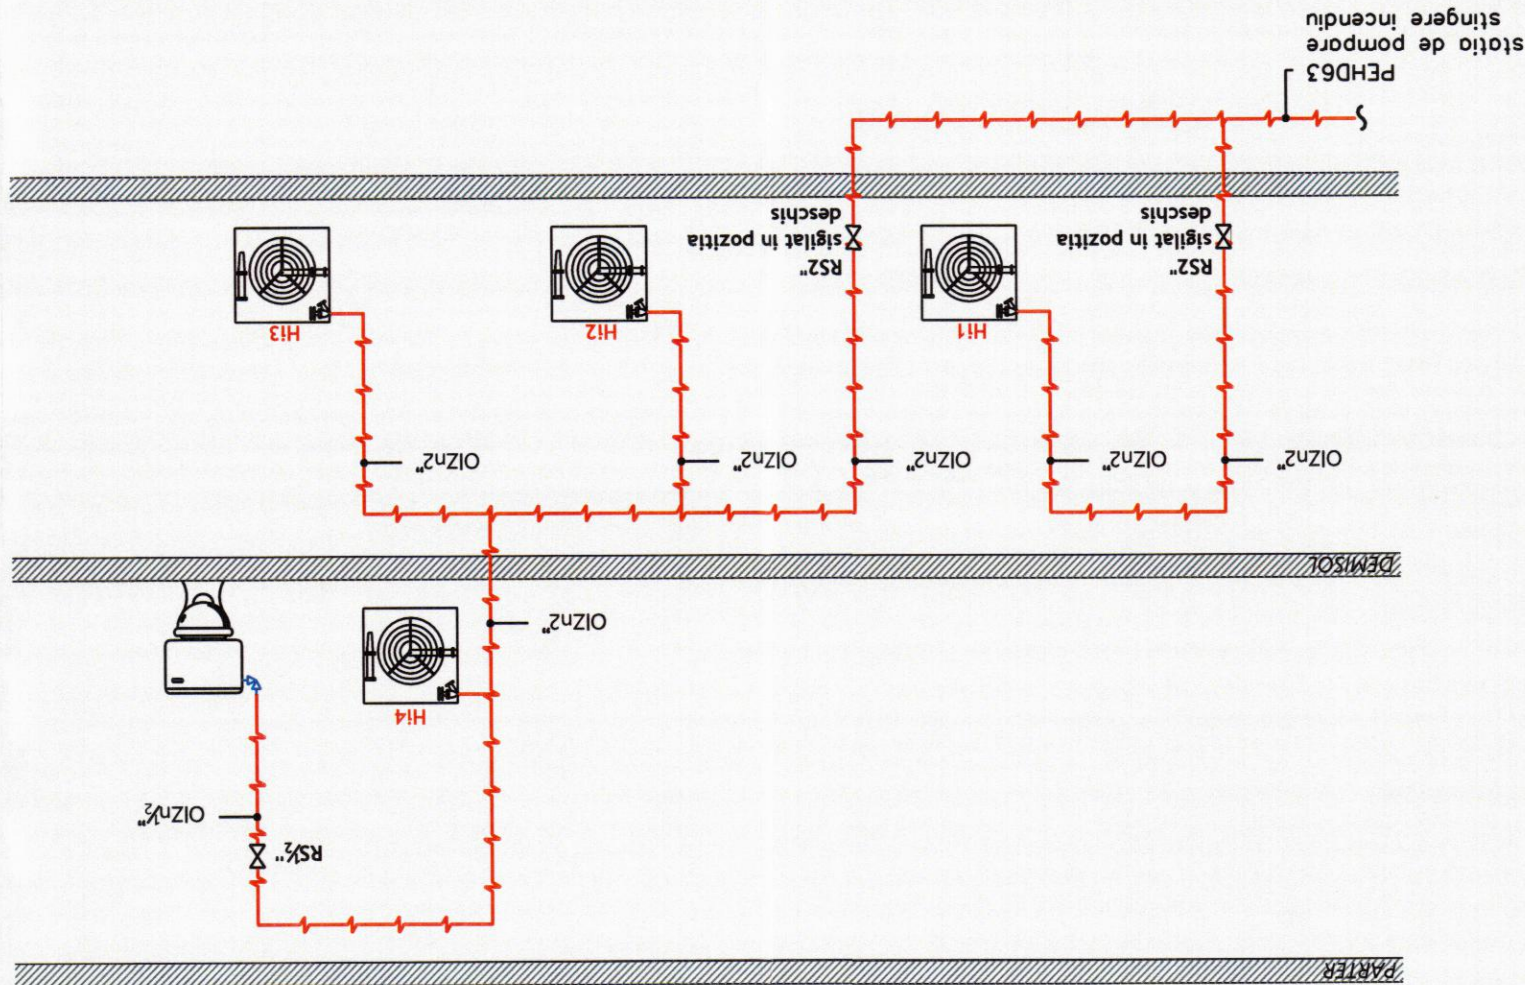 PARTER
RS½"
OlZn½"
Hi4
OlZn2"
DEMISOL
OlZn2"
OlZn2"
OlZn2"
OlZn2"
OlZn2"
Hi1
Hi2
Hi3
RS2"
sigilat in pozitia
deschis
RS2"
sigilat in pozitia
deschis
PEHD63
statia de pompare
stingere incendiu